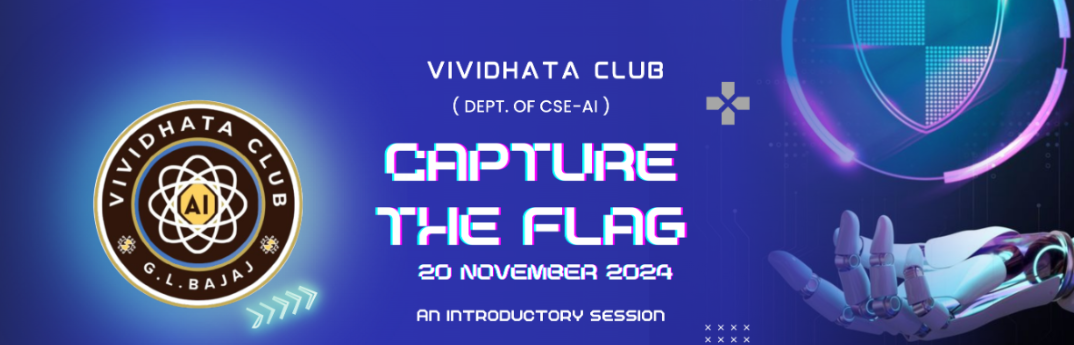 VIVIDHATA CLUB
AI
G.L.BAJAJ
VIVIDHATA CLUB
( DEPT. OF CSE-AI )
CAPTURE
THE FLAG
20 NOVEMBER 2024
AN INTRODUCTORY SESSION